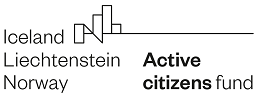 Iceland
Liechtenstein Active
Norway citizens fund